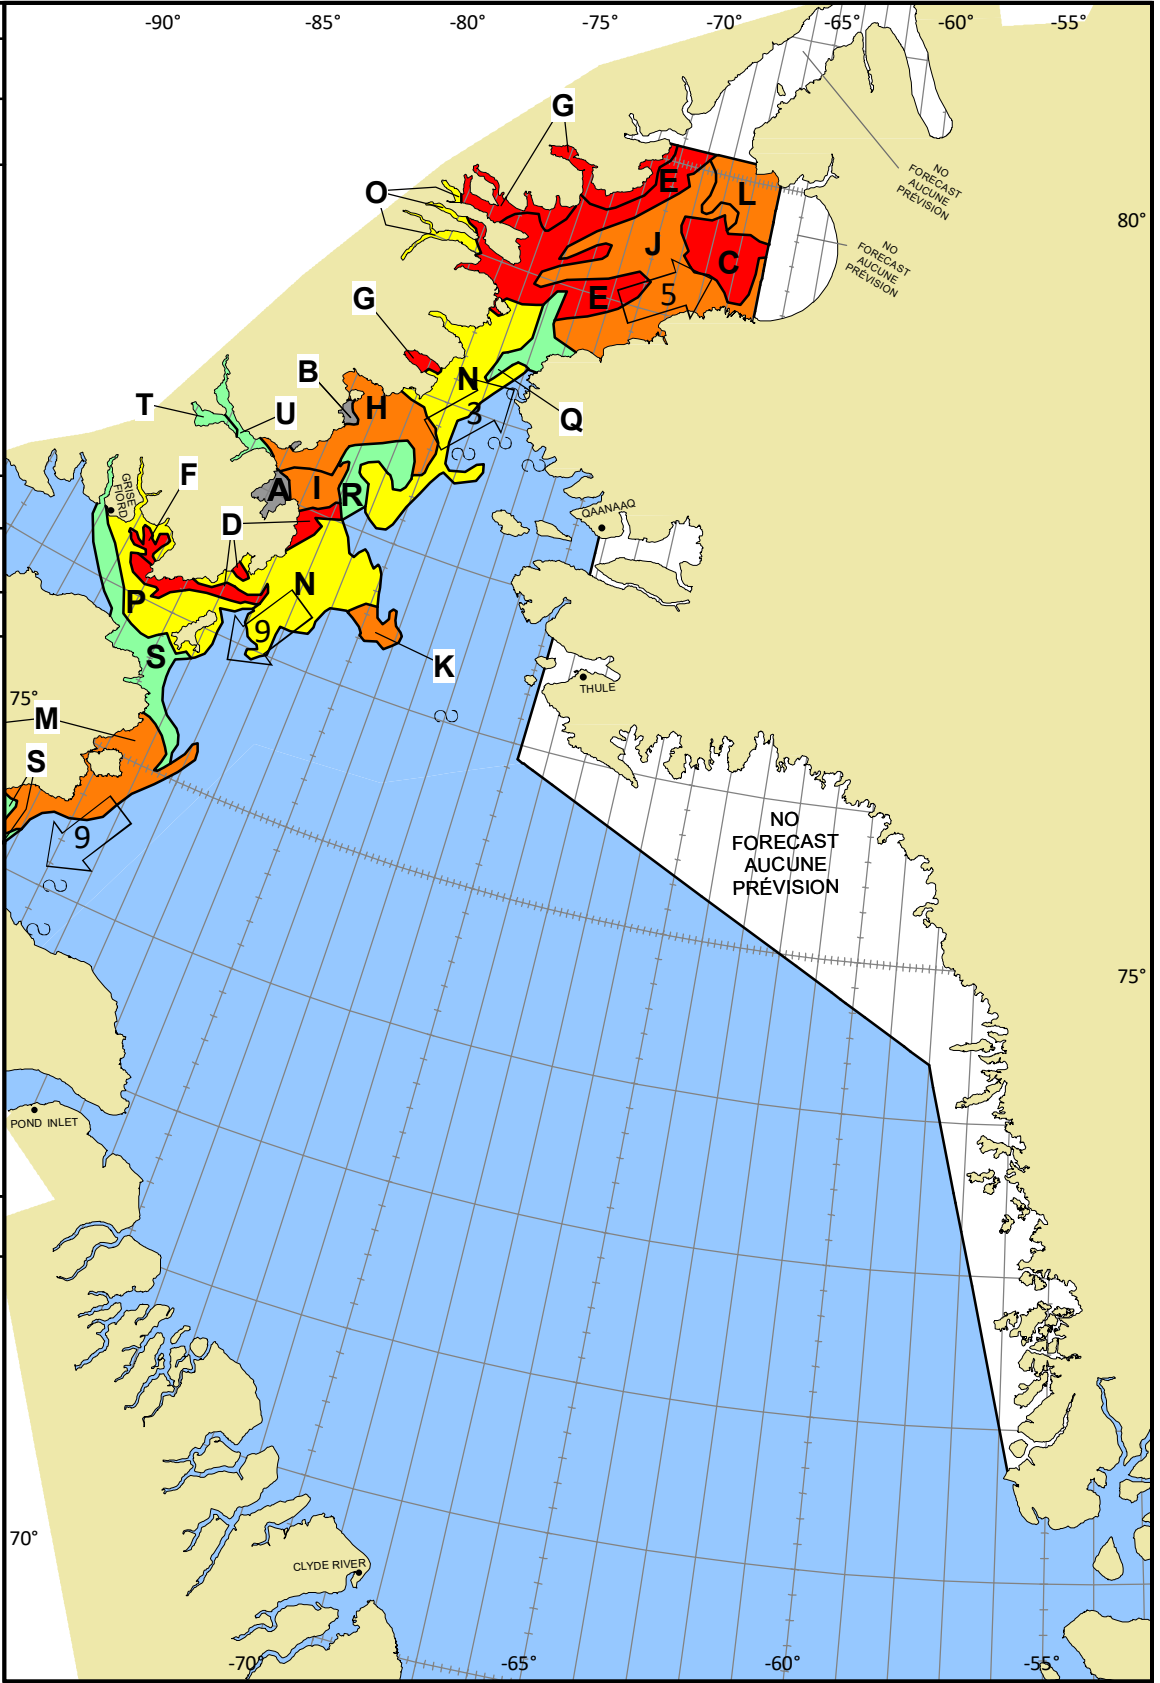 -90° -85° -80° -75° -70° -65° -60° -55°
G
E
L
O
NO
FORECAST
AUCUNE
PRÉVISION
80°
J
C
NO
FORECAST
AUCUNE
PRÉVISION
G
E
5
B
N
T
U
H
3
Q
F
GRISE
FIORD
A
I
R
D
QAANAAQ
N
P
9
S
K
THULE
75°
M
S
9
NO
FORECAST
AUCUNE
PRÉVISION
75°
POND INLET
70°
CLYDE RIVER
-70° -65° -60° -55°